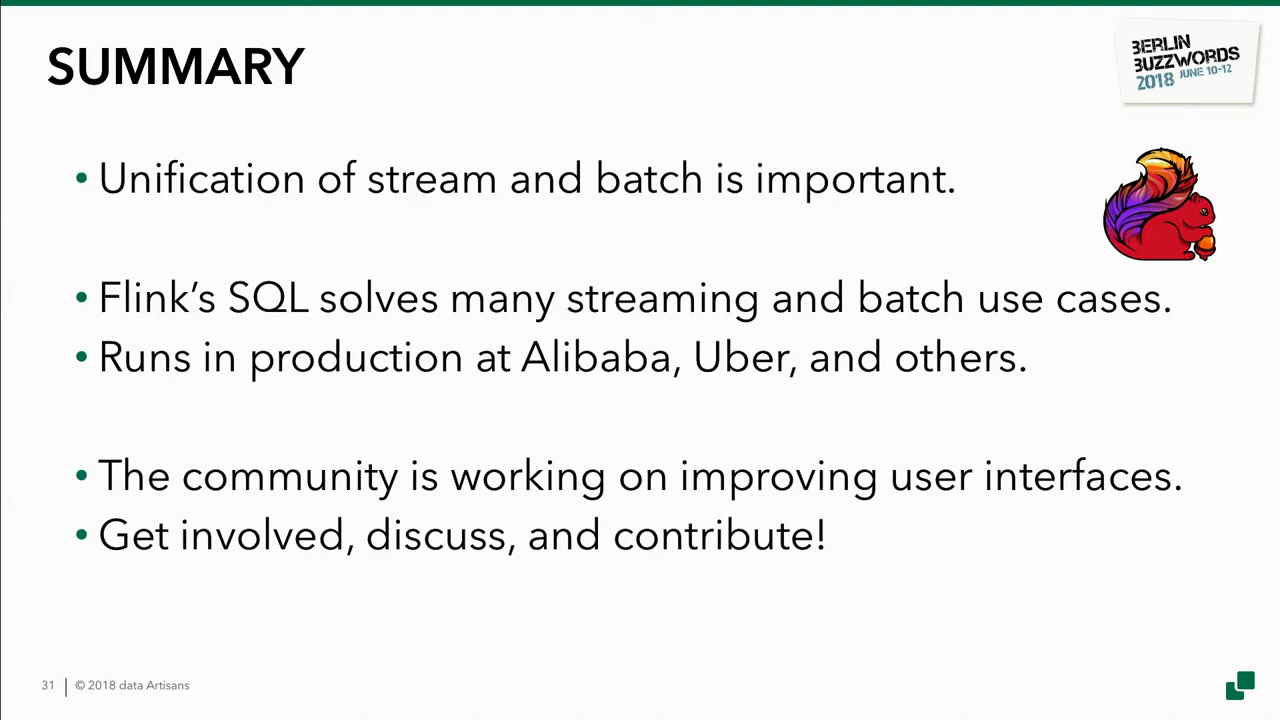 SUMMARY
BERLIN
BUZZWORDS
2018 JUNE 10-12
• Unification of stream and batch is important.
• Flink’s SQL solves many streaming and batch use cases.
• Runs in production at Alibaba, Uber, and others.
• The community is working on improving user interfaces.
• Get involved, discuss, and contribute!
31 © 2018 data Artisans